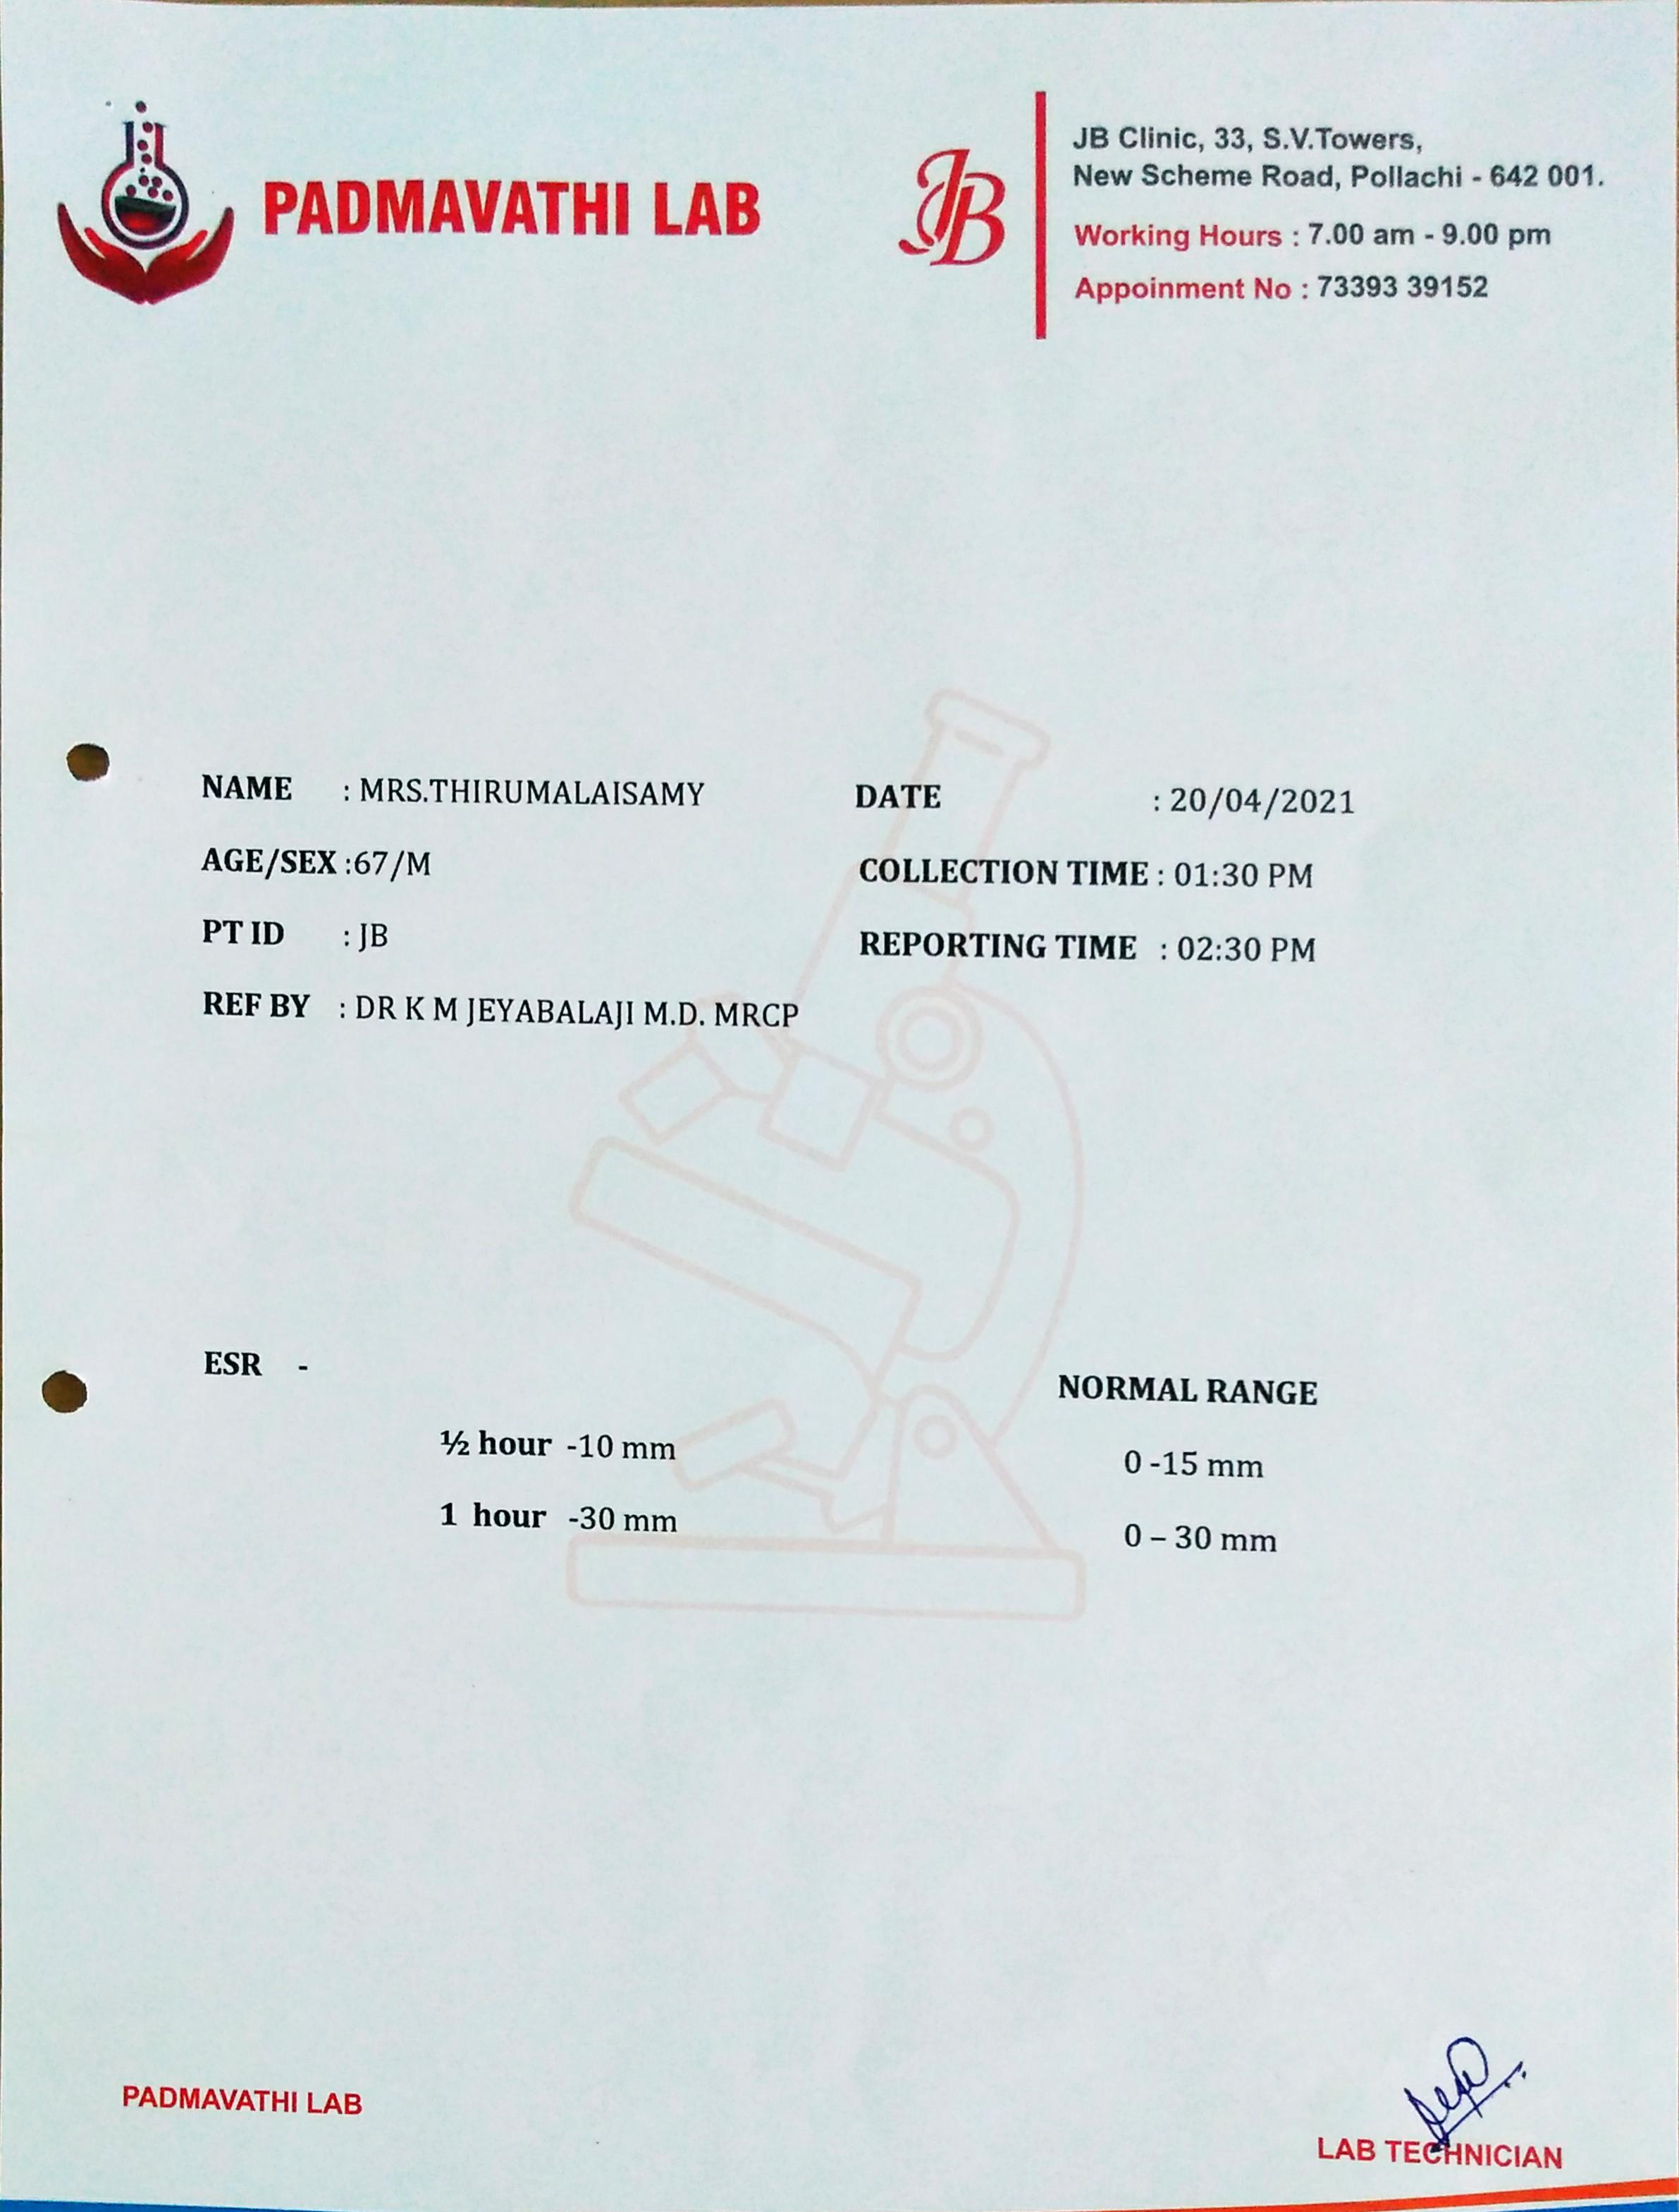 PADMAVATHI LAB
JB
JB Clinic, 33, S.V.Towers,
New Scheme Road, Pollachi - 642 001.
Working Hours : 7.00 am - 9.00 pm
Appoinment No : 73393 39152
NAME : MRS.THIRUMALAISAMY
DATE : 20/04/2021
AGE/SEX :67/M
COLLECTION TIME : 01:30 PM
PT ID : JB
REPORTING TIME : 02:30 PM
REF BY : DR K M JEYABALAJI M.D. MRCP
ESR -
NORMAL RANGE
½ hour -10 mm
0 -15 mm
1 hour -30 mm
0 – 30 mm
PADMAVATHI LAB
LAB TECHNICIAN